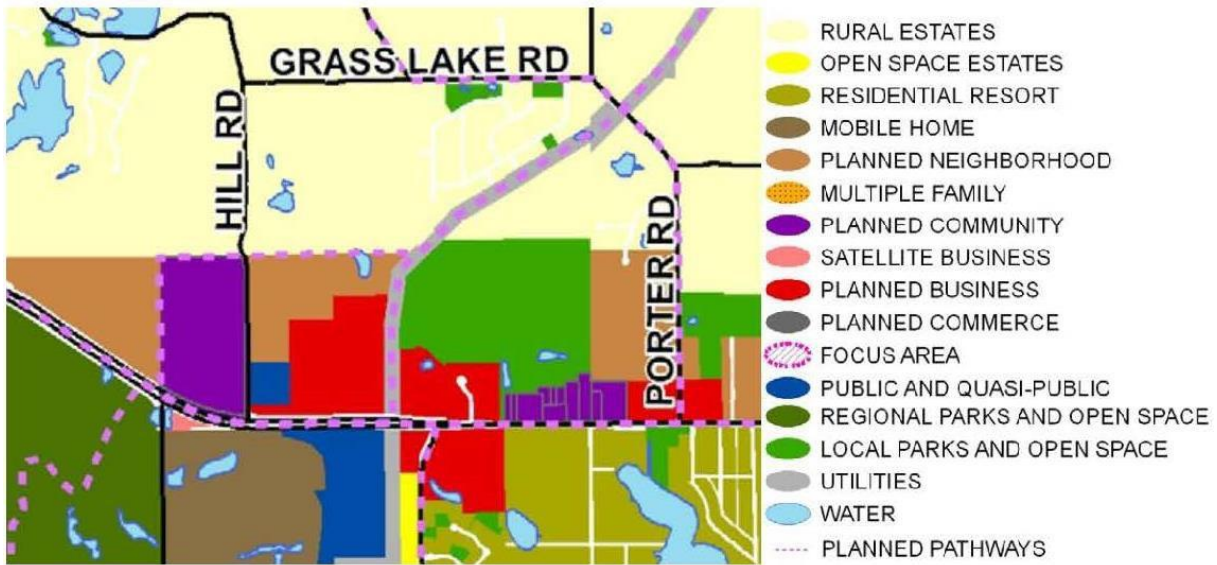 GRASS LAKE RD
HILL RD
PORTER RD
RURAL ESTATES
OPEN SPACE ESTATES
RESIDENTIAL RESORT
MOBILE HOME
PLANNED NEIGHBORHOOD
MULTIPLE FAMILY
PLANNED COMMUNITY
SATELLITE BUSINESS
PLANNED BUSINESS
PLANNED COMMERCE
FOCUS AREA
PUBLIC AND QUASI-PUBLIC
REGIONAL PARKS AND OPEN SPACE
LOCAL PARKS AND OPEN SPACE
UTILITIES
WATER
PLANNED PATHWAYS